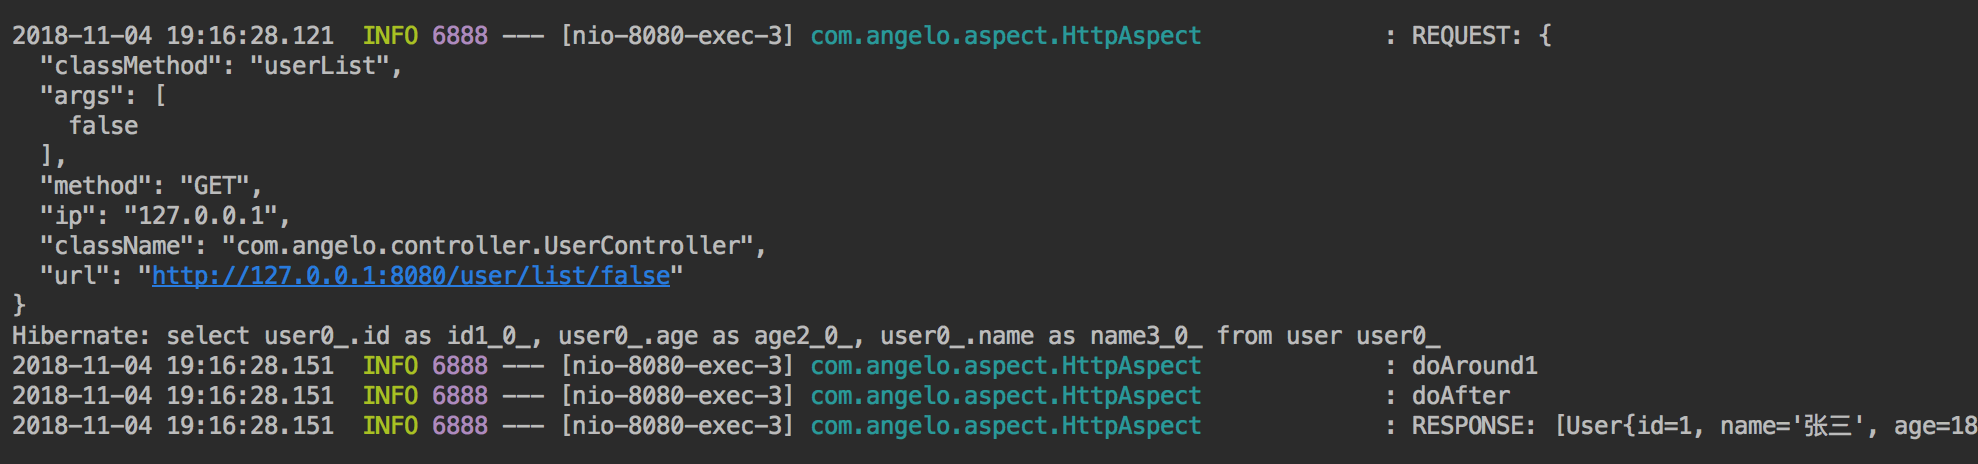 2018-11-04 19:16:28.121  INFO 6888 --- [nio-8080-exec-3] com.angelo.aspect.HttpAspect             : REQUEST: {
  "classMethod": "userList",
  "args": [
    false
  ],
  "method": "GET",
  "ip": "127.0.0.1",
  "className": "com.angelo.controller.UserController",
  "url": "http://127.0.0.1:8080/user/list/false"
}
Hibernate: select user0_.id as id1_0_, user0_.age as age2_0_, user0_.name as name3_0_ from user user0_
2018-11-04 19:16:28.151  INFO 6888 --- [nio-8080-exec-3] com.angelo.aspect.HttpAspect             : doAround1
2018-11-04 19:16:28.151  INFO 6888 --- [nio-8080-exec-3] com.angelo.aspect.HttpAspect             : doAfter
2018-11-04 19:16:28.151  INFO 6888 --- [nio-8080-exec-3] com.angelo.aspect.HttpAspect             : RESPONSE: [User{id=1, name='张三', age=18